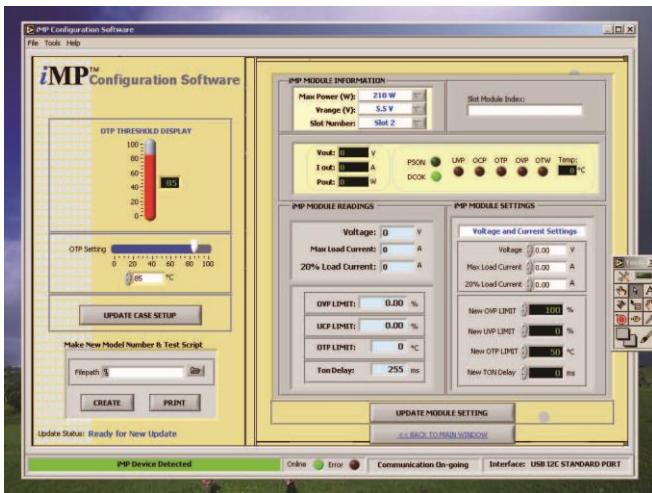 iMP Configuration Software
File Tools Help
iMP™ Configuration Software
OTP THRESHOLD DISPLAY
100
80
60
40
20
0
85
OTP Setting
0 20 40 60 80 100
85 °C
UPDATE CASE SETUP
Make New Model Number & Test Script
Filepath
CREATE PRINT
Update Status: Ready for New Update
iMP MODULE INFORMATION
Max Power (W): 210 W
Vrange (V): 5.5 V
Slot Number: Slot 2
Slot Module Index:
Vout: 0 V
I out: 0 A
Pout: 0 W
PSON
DCOK
UVP OCP OTP OVP OTW Temp:
0 °C
iMP MODULE READINGS
Voltage: 0 V
Max Load Current: 0 A
20% Load Current: 0 A
OVP LIMIT: 0.00 %
UCP LIMIT: 0.00 %
OTP LIMIT: 0 °C
Ton Delay: 255 ms
iMP MODULE SETTINGS
Voltage and Current Settings
Voltage 0.00 V
Max Load Current 0.00 A
20% Load Current 0.00 A
New OVP LIMIT 100 %
New UVP LIMIT 0 %
New OTP LIMIT 50 °C
New TON Delay 0 ms
UPDATE MODULE SETTING
<< BACK TO MAIN WINDOW
iMP Device Detected
Online Error Communication On-going Interface: USB I2C STANDARD PORT